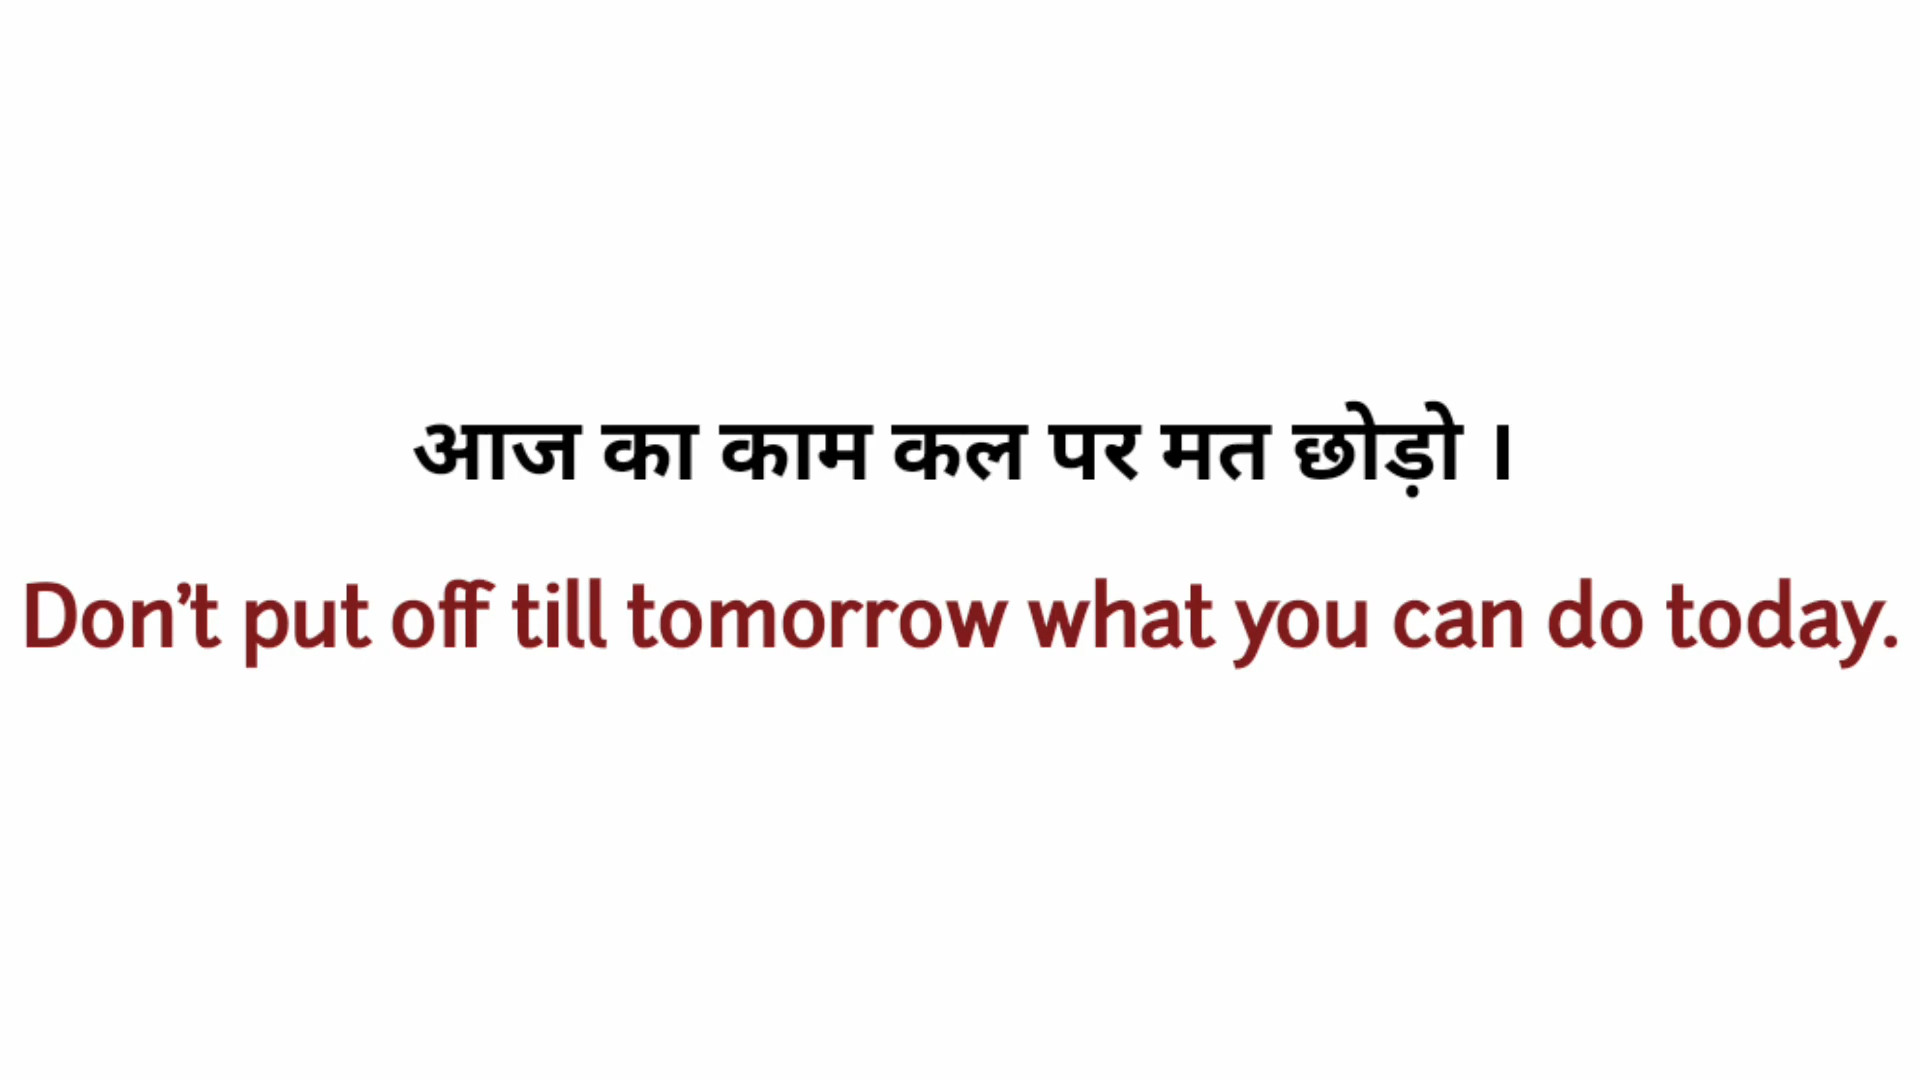 आज का काम कल पर मत छोड़ो ।
Don’t put off till tomorrow what you can do today.